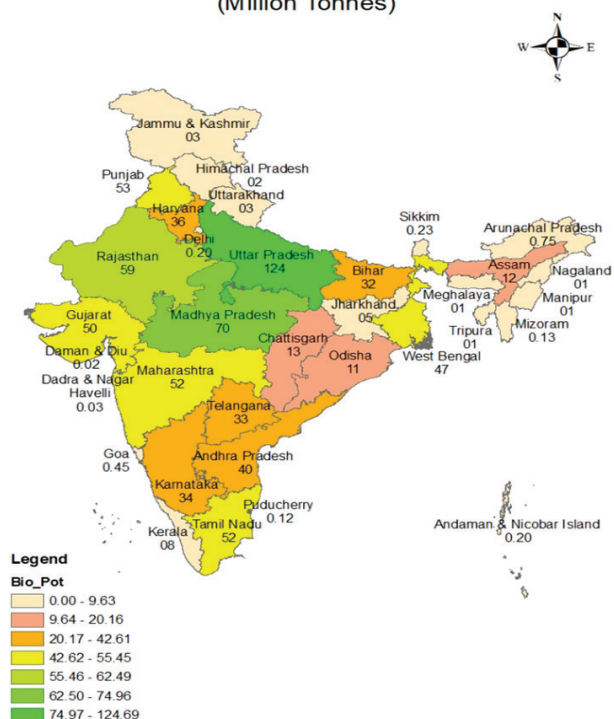 (Million Tonnes)
N
W E
S
Jammu & Kashmir
03
Himachal Pradesh
02
Punjab
53
Uttarakhand
03
Haryana
36
Delhi
0.20
Sikkim
0.23
Arunachal Pradesh
0.75
Rajasthan
59
Uttar Pradesh
124
Bihar
32
Assam
12
Nagaland
01
Meghalaya
01
Manipur
01
Jharkhand
05
Tripura
01
Mizoram
0.13
Gujarat
50
Madhya Pradesh
70
Chattisgarh
13
West Bengal
47
Daman & Diu
0.02
Odisha
11
Dadra & Nagar
Havelli
0.03
Maharashtra
52
Telangana
33
Goa
0.45
Andhra Pradesh
40
Karnataka
34
Puducherry
0.12
Tamil Nadu
52
Kerala
08
Andaman & Nicobar Island
0.20
Legend
Bio_Pot
0.00 - 9.63
9.64 - 20.16
20.17 - 42.61
42.62 - 55.45
55.46 - 62.49
62.50 - 74.96
74.97 - 124.69